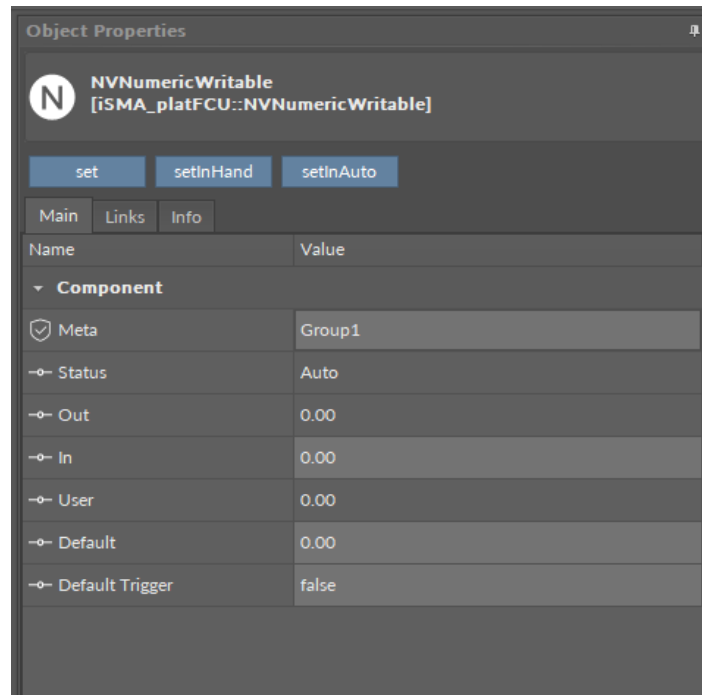 Object Properties
N
NVNumericWritable
[iSMA_platFCU::NVNumericWritable]
set setInHand setInAuto
Main Links Info
Name Value
Component
Meta Group1
Status Auto
Out 0.00
In 0.00
User 0.00
Default 0.00
Default Trigger false